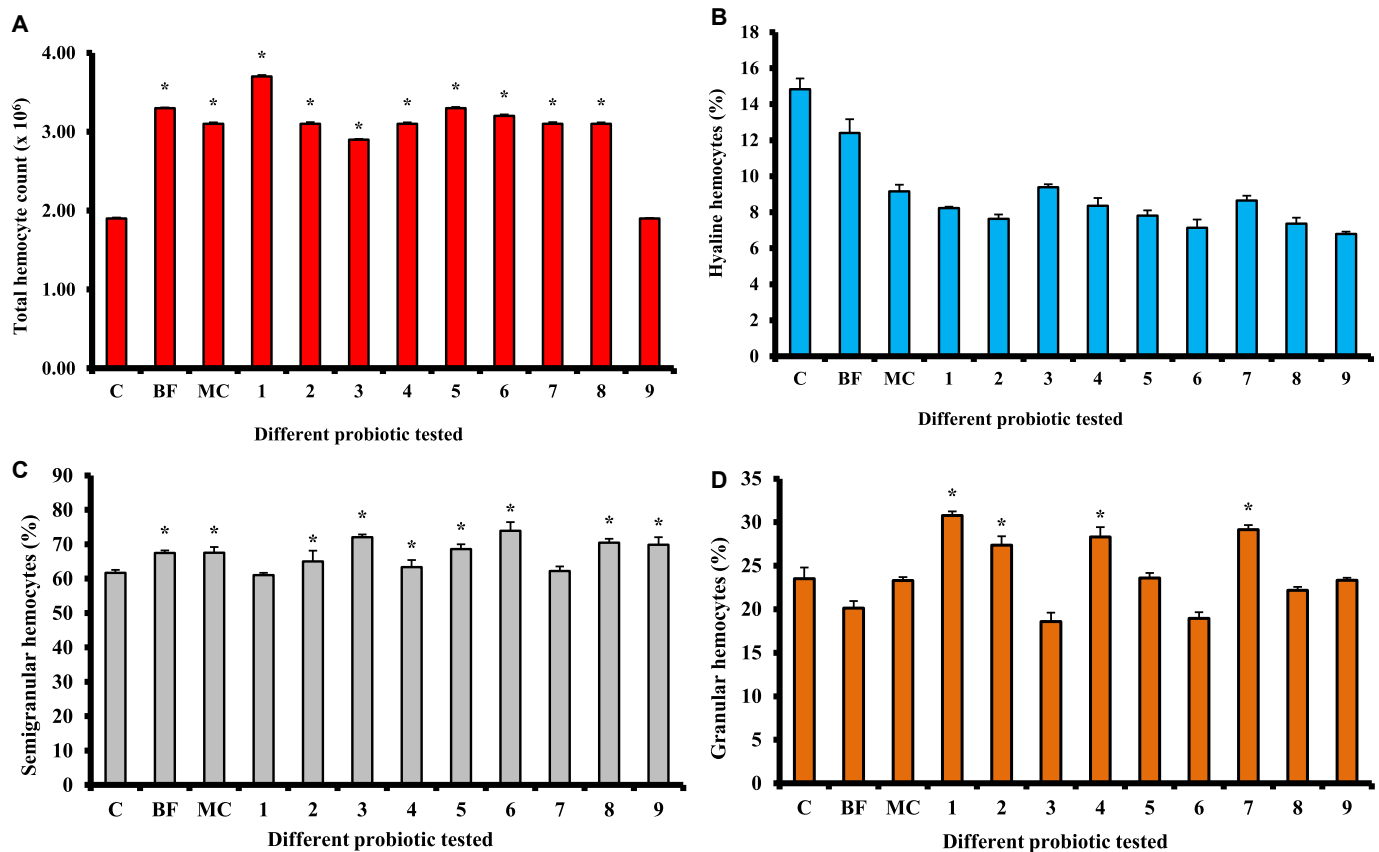 A
Total hemocyte count (x 10⁶)
4.00
3.00
2.00
1.00
0.00
* * * * * * * * * *
C BF MC 1 2 3 4 5 6 7 8 9
Different probiotic tested
B
Hyaline hemocytes (%)
18
16
14
12
10
8
6
4
2
0
C BF MC 1 2 3 4 5 6 7 8 9
Different probiotic tested
C
Semigranular hemocytes (%)
90
80
70
60
50
40
30
20
10
0
* * * * * * * * *
C BF MC 1 2 3 4 5 6 7 8 9
Different probiotic tested
D
Granular hemocytes (%)
35
30
25
20
15
10
5
0
* * * *
C BF MC 1 2 3 4 5 6 7 8 9
Different probiotic tested